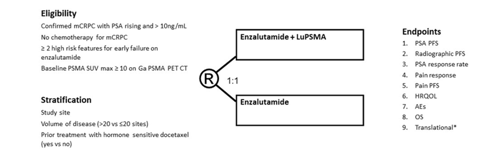 Eligibility
Confirmed mCRPC with PSA rising and > 10ng/mL
No chemotherapy for mCRPC
≥ 2 high risk features for early failure on
enzalutamide
Baseline PSMA SUV max ≥ 10 on Ga PSMA PET CT
Stratification
Study site
Volume of disease (>20 vs ≤20 sites)
Prior treatment with hormone sensitive docetaxel
(yes vs no)
R
1:1
Enzalutamide + LuPSMA
Enzalutamide
Endpoints
1. PSA PFS
2. Radiographic PFS
3. PSA response rate
4. Pain response
5. Pain PFS
6. HRQOL
7. AEs
8. OS
9. Translational*